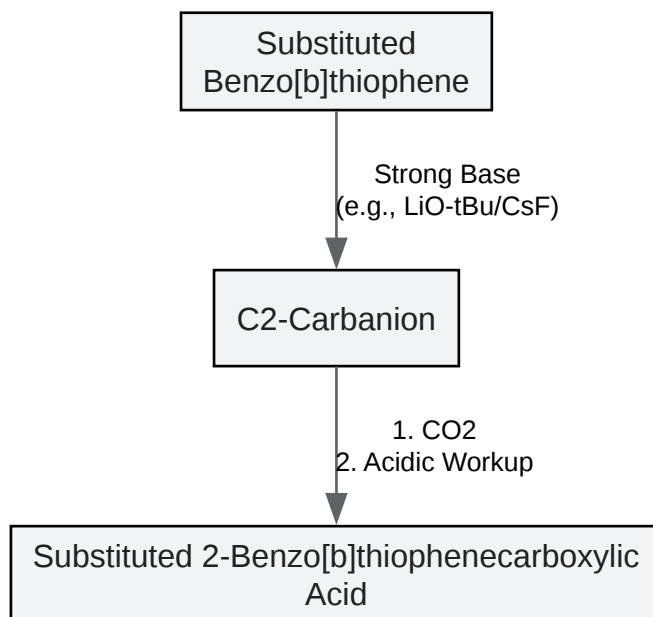 Substituted
Benzo[b]thiophene
Strong Base
(e.g., LiO-tBu/CsF)
C2-Carbanion
1. CO2
2. Acidic Workup
Substituted 2-Benzo[b]thiophenecarboxylic
Acid